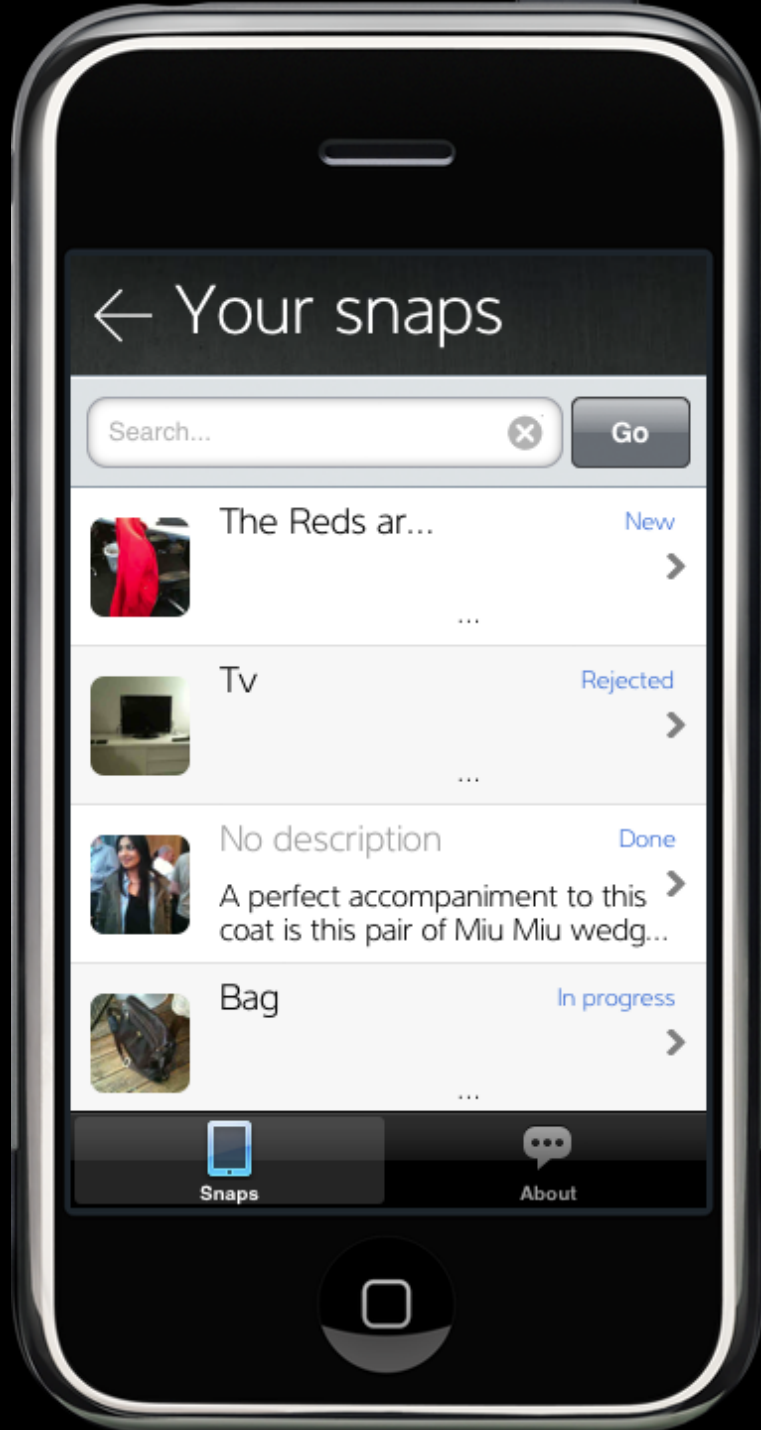 Your snaps
Search...
Go
The Reds ar...
New
...
Tv
Rejected
...
No description
Done
A perfect accompaniment to this
coat is this pair of Miu Miu wedg...
Bag
In progress
...
Snaps
About